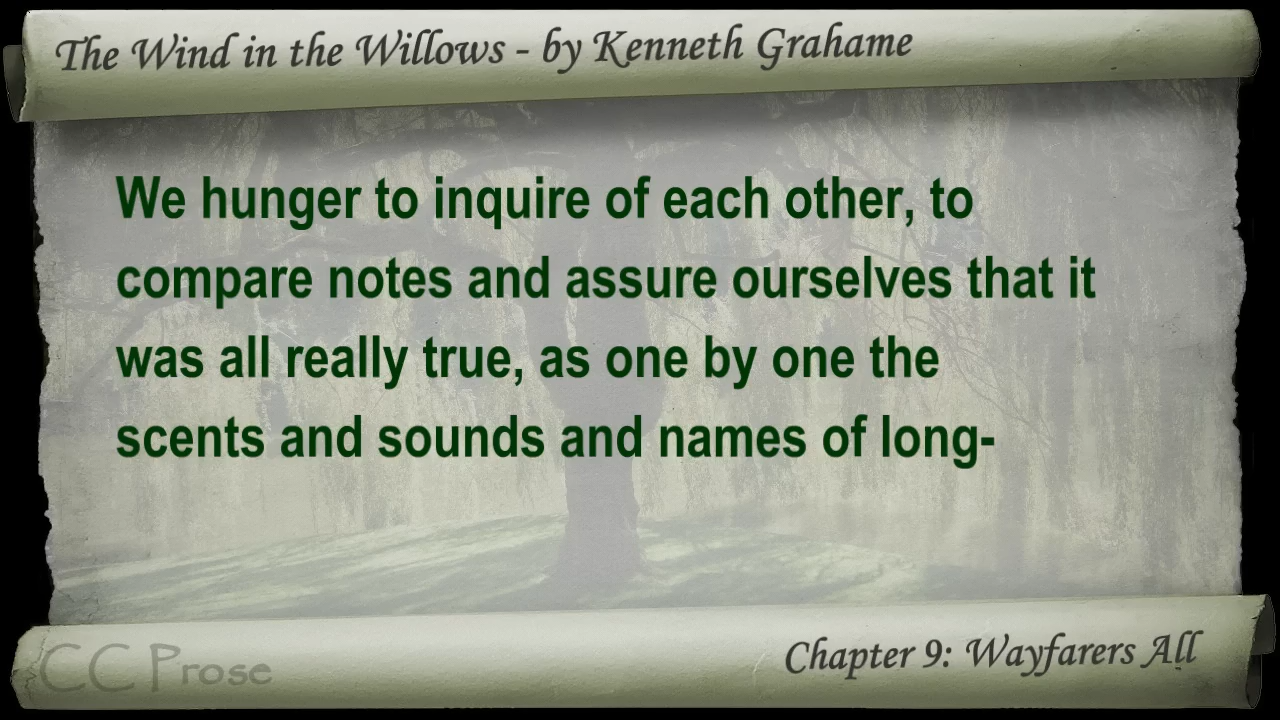 The Wind in the Willows - by Kenneth Grahame
We hunger to inquire of each other, to
compare notes and assure ourselves that it
was all really true, as one by one the
scents and sounds and names of long-
CC Prose
Chapter 9: Wayfarers All